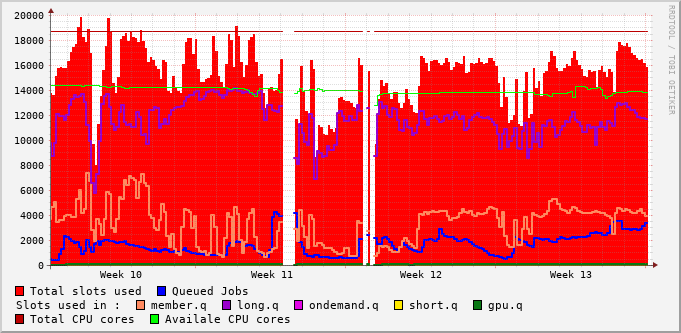 RRDTOOL / TOBI OETIKER
20000
18000
16000
14000
12000
10000
8000
6000
4000
2000
0
Week 10 Week 11 Week 12 Week 13
Total slots used Queued Jobs
Slots used in : member.q long.q ondemand.q short.q gpu.q
Total CPU cores Availale CPU cores